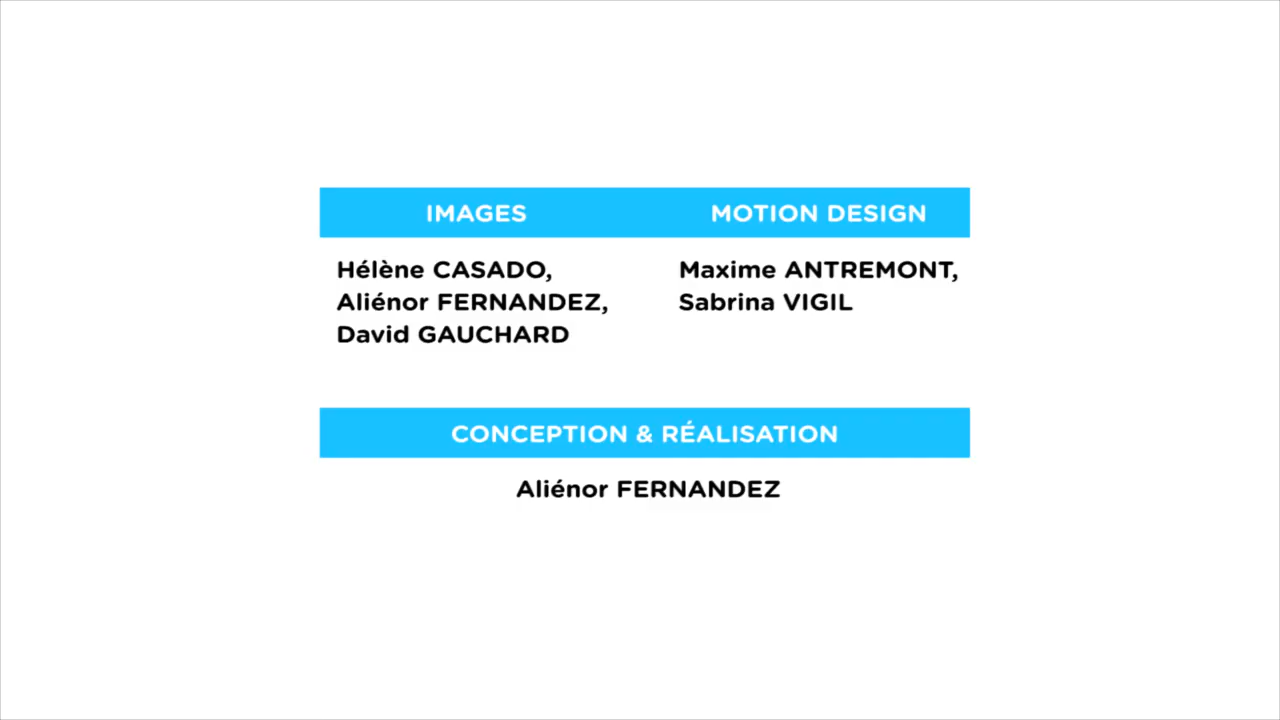 IMAGES
Hélène CASADO,
Aliénor FERNANDEZ,
David GAUCHARD
MOTION DESIGN
Maxime ANTREMONT,
Sabrina VIGIL
CONCEPTION & RÉALISATION
Aliénor FERNANDEZ